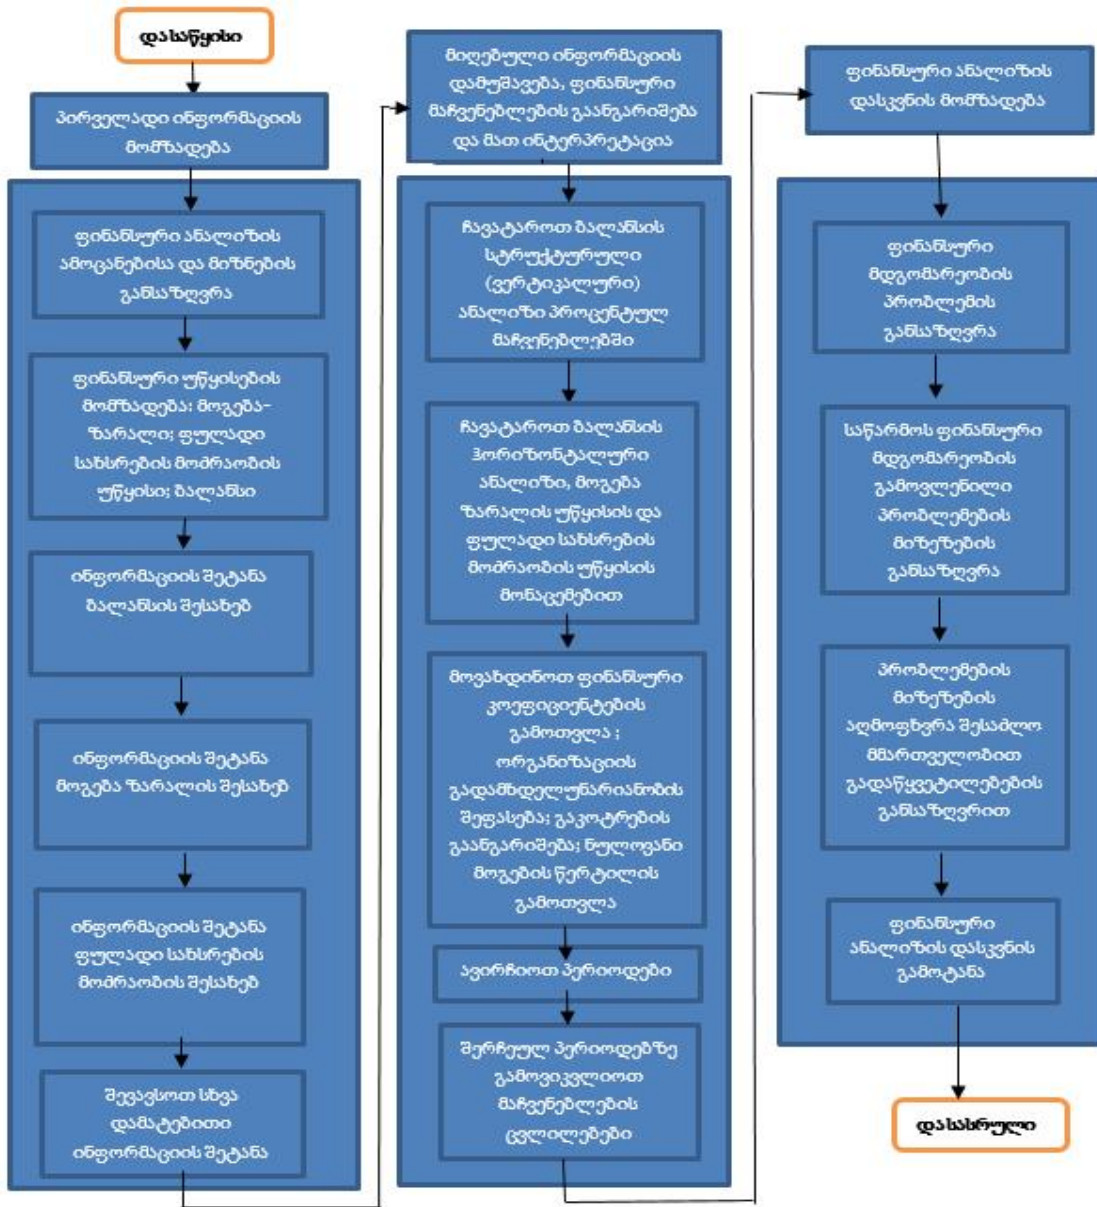 დასაწყისი
პირველადი ინფორმაციის
მომზადება
ფინანსური ანალიზის
ამოცანებისა და მიზნების
განსაზღვრა
ფინანსური უწყისების
მომზადება: მოგება-
ზარალი; ფულადი
სახსრების მოძრაობის
უწყისი; ბალანსი
ინფორმაციის შეტანა
ბალანსის შესახებ
ინფორმაციის შეტანა
მოგება ზარალის შესახებ
ინფორმაციის შეტანა
ფულადი სახსრების
მოძრაობის შესახებ
შევავსოთ სხვა
დამატებითი
ინფორმაციის შეტანა
მიღებული ინფორმაციის
დამუშავება, ფინანსური
მაჩვენებლების გაანგარიშება
და მათ ინტერპრეტაცია
ჩავატაროთ ბალანსის
სტრუქტურული
(ვერტიკალური)
ანალიზი პროცენტულ
მაჩვენებლებში
ჩავატაროთ ბალანსის
ჰორიზონტალური
ანალიზი, მოგება
ზარალის უწყისის და
ფულადი სახსრების
მოძრაობის უწყისის
მონაცემებით
მოვახდინოთ ფინანსური
კოეფიციენტების
გამოთვლა ;
ორგანიზაციის
გადამხდელუნარიანობის
შეფასება; გაკოტრების
გაანგარიშება; ნულოვანი
მოგების წერტილის
გამოთვლა
ავირჩიოთ პერიოდები
შერჩეულ პერიოდებზე
გამოვიკვლიოთ
მაჩვენებლების
ცვლილებები
ფინანსური ანალიზის
დასკვნის მომზადება
ფინანსური
მდგომარეობის
პრობლემის
განსაზღვრა
საწარმოს ფინანსური
მდგომარეობის
გამოვლენილი
პრობლემების
მიზეზების
განსაზღვრა
პრობლემების
მიზეზების
აღმოფხვრა შესაძლო
მმართველობით
გადაწყვეტილებების
განსაზღვრით
ფინანსური
ანალიზის დასკვნის
გამოტანა
დასასრული